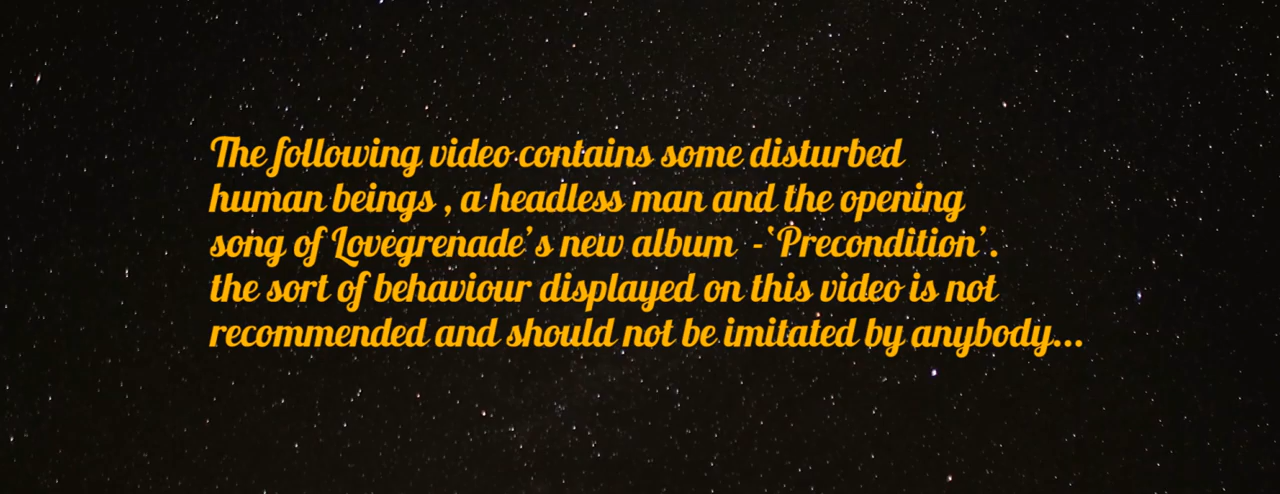 The following video contains some disturbed
human beings , a headless man and the opening
song of Lovegrenade's new album -‘Precondition’.
the sort of behaviour displayed on this video is not
recommended and should not be imitated by anybody...